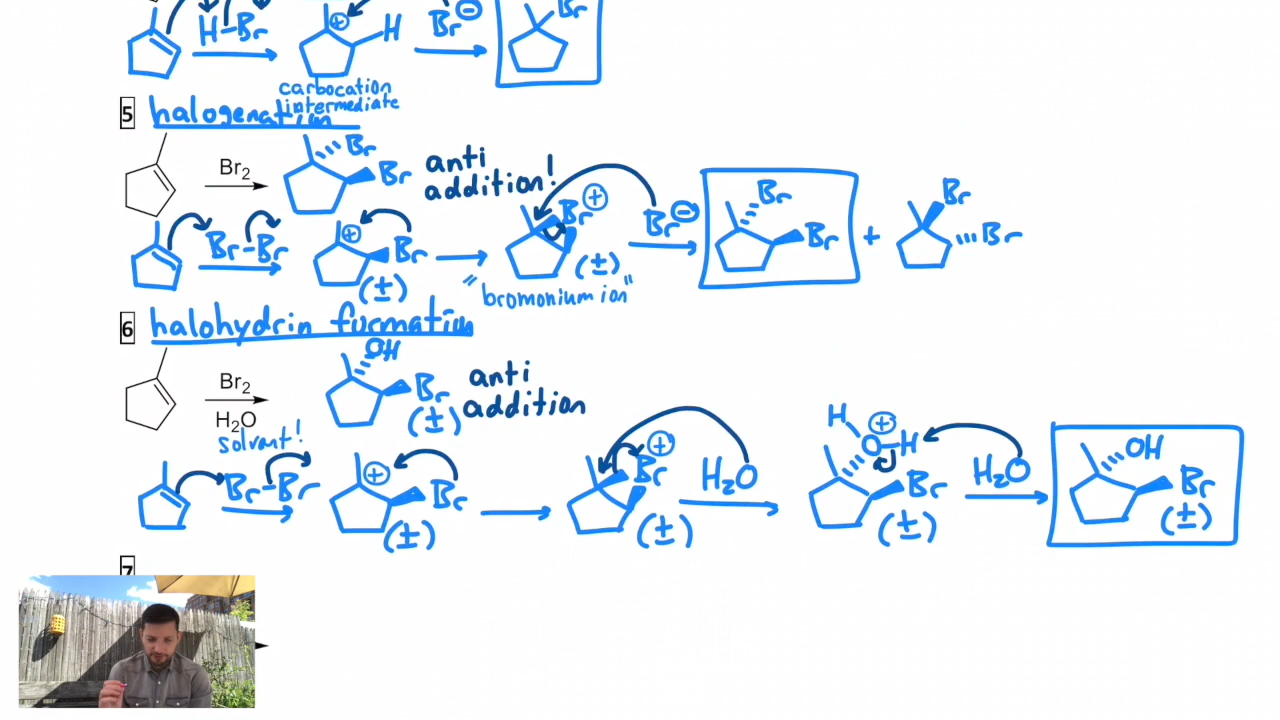 H-Br ⊕ H Br⊖ Br
carbocation
intermediate
5 halogenation
Br2
Br
Br
anti
addition!
Br-Br ⊕ Br (±) Br⊕ (±) Br⊖ Br Br + Br Br
"bromonium ion"
6 halohydrin formation
Br2
H2O
solvent!
OH
Br
(±)
anti
addition
Br-Br ⊕ Br (±) Br⊕ (±) H2O H O⊕-H Br (±) H2O OH Br (±)
7